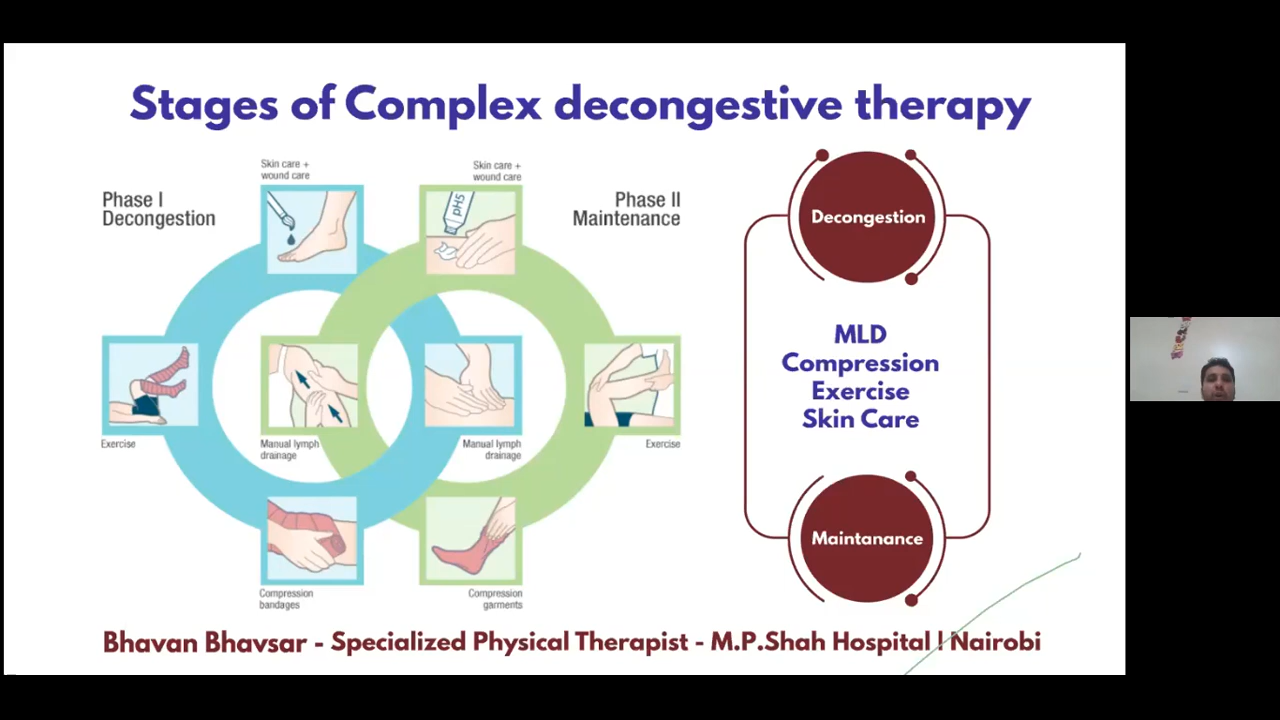 Stages of Complex decongestive therapy
Phase I
Decongestion
Skin care +
wound care
Skin care +
wound care
Phase II
Maintenance
pH5
Exercise
Manual lymph
drainage
Manual lymph
drainage
Exercise
Compression
bandages
Compression
garments
Decongestion
MLD
Compression
Exercise
Skin Care
Maintanance
Bhavan Bhavsar - Specialized Physical Therapist - M.P.Shah Hospital | Nairobi